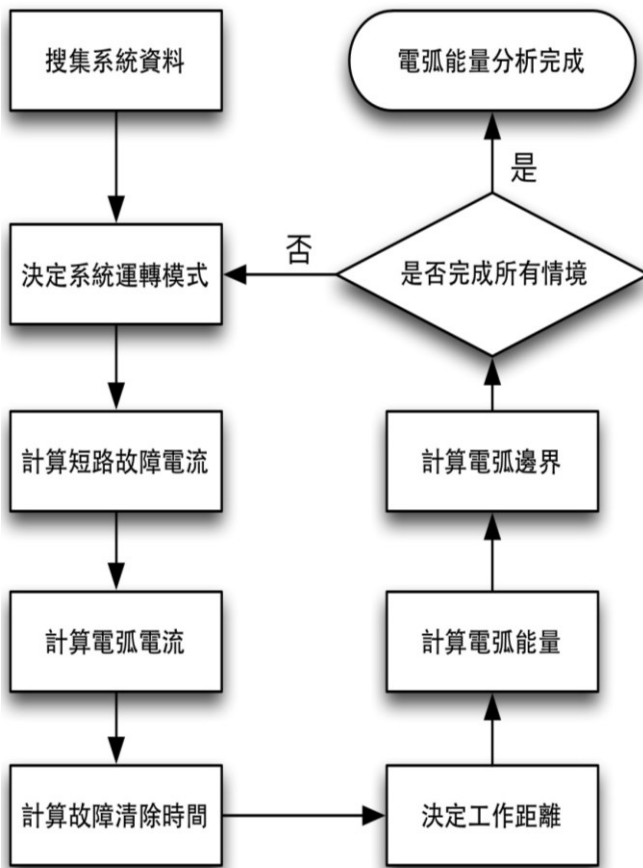 搜集系統資料
決定系統運轉模式
計算短路故障電流
計算電弧電流
計算故障清除時間
決定工作距離
計算電弧能量
計算電弧邊界
是否完成所有情境
否
是
電弧能量分析完成